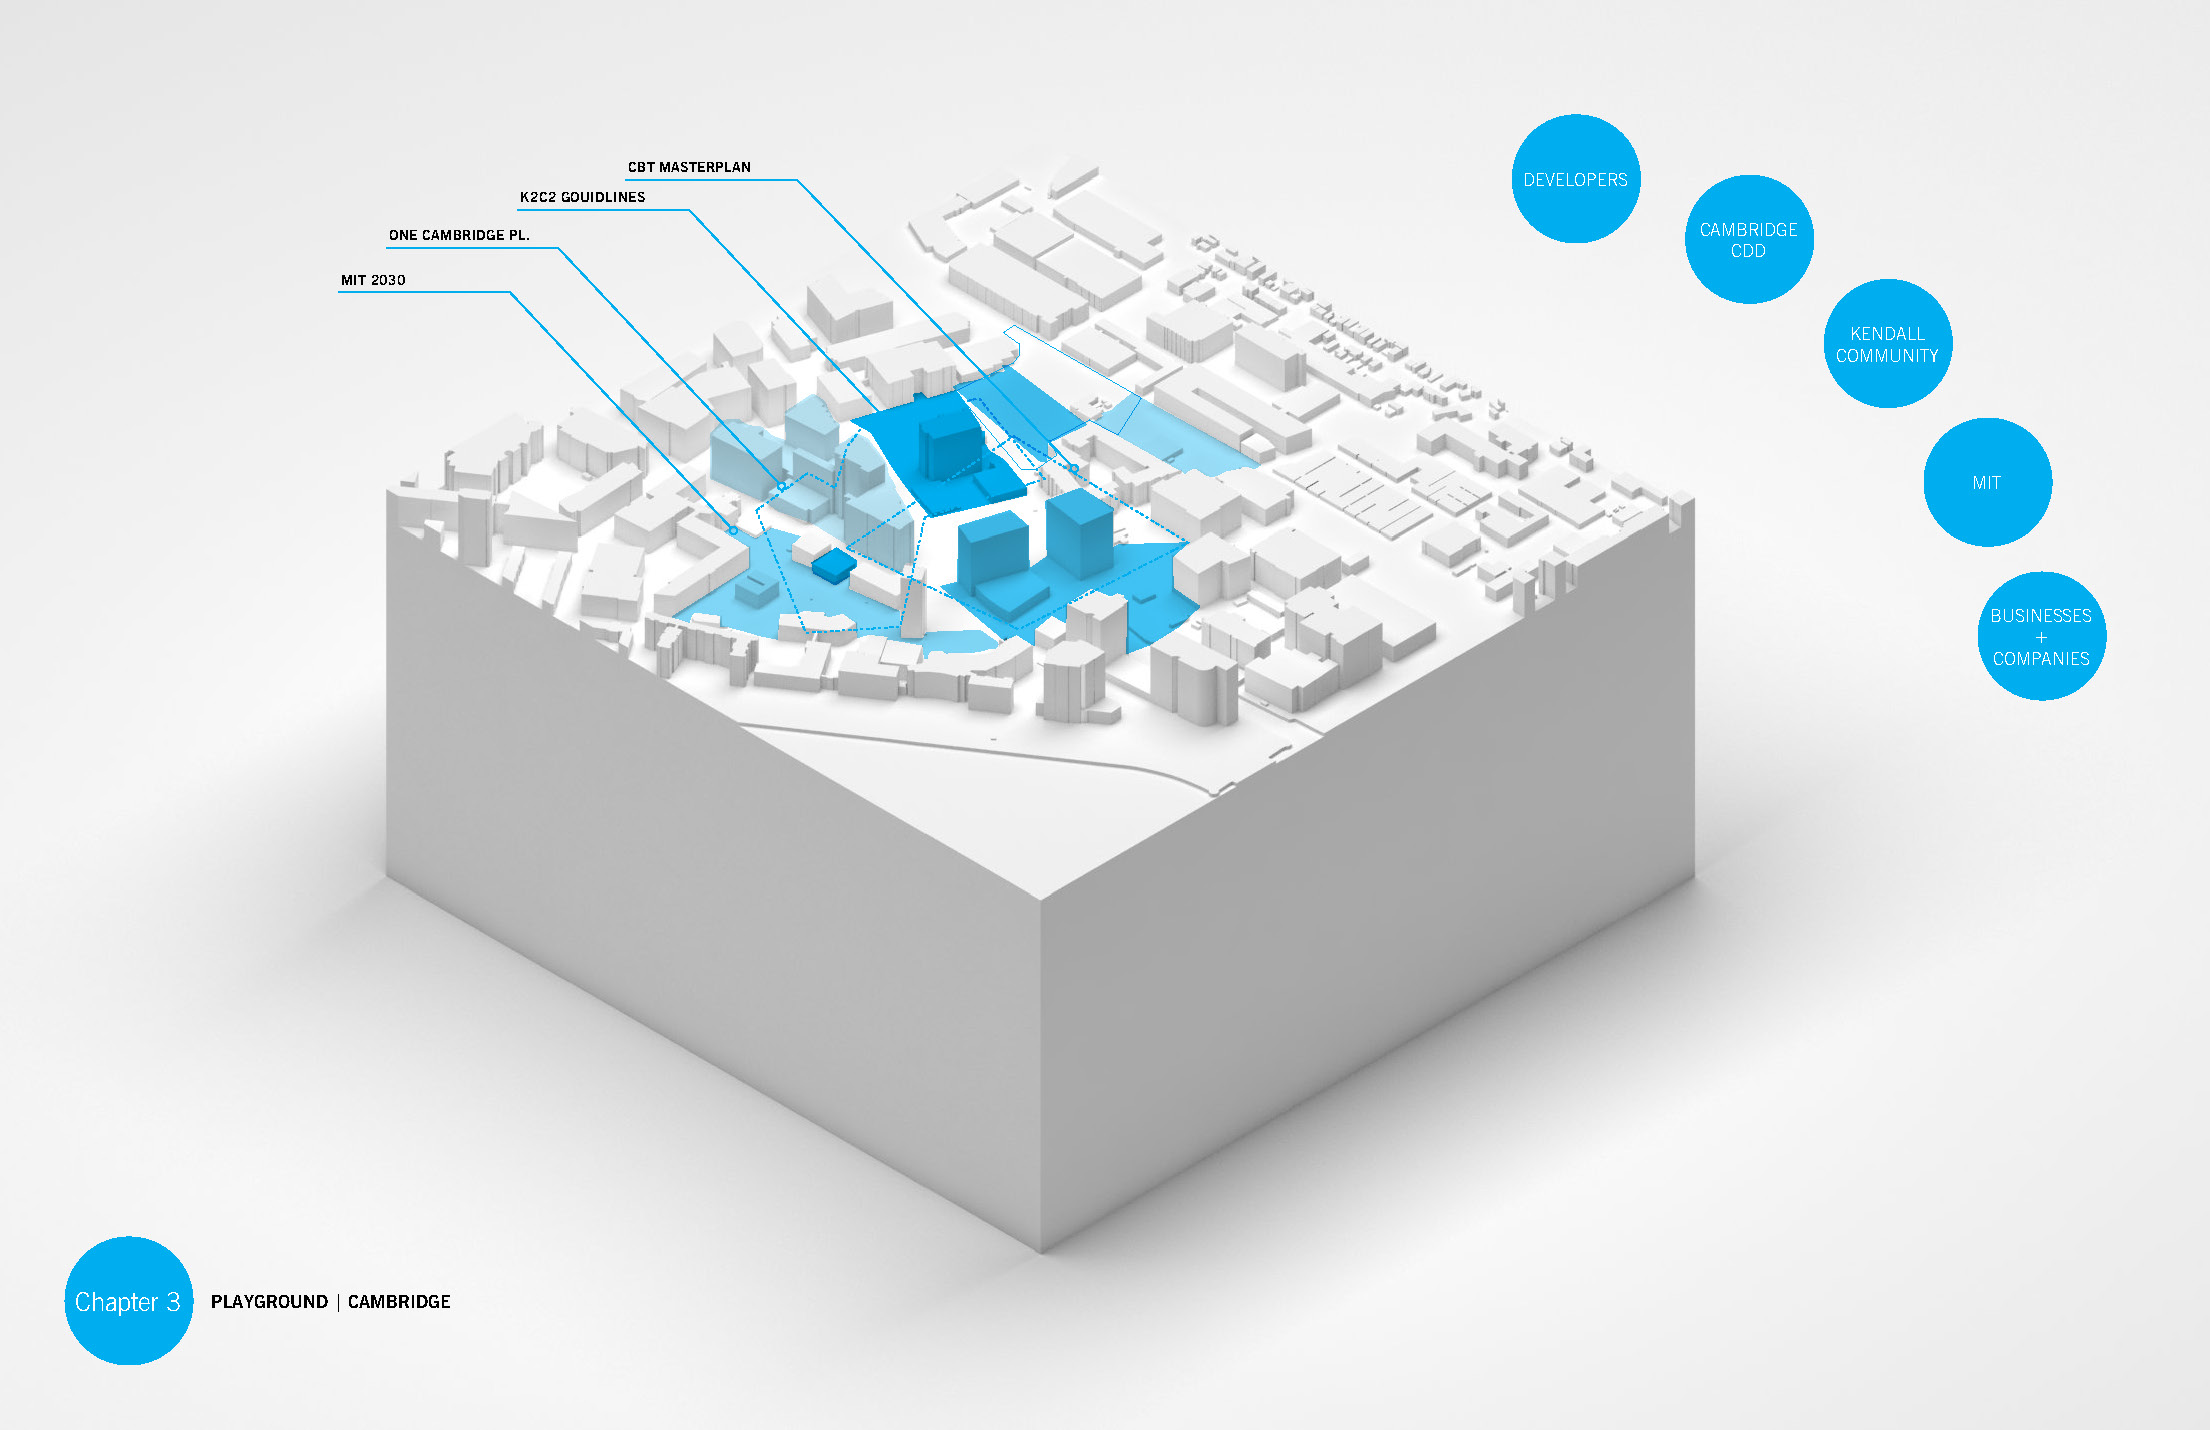 CBT MASTERPLAN
K2C2 GOUIDLINES
ONE CAMBRIDGE PL.
MIT 2030
DEVELOPERS
CAMBRIDGE
CDD
KENDALL
COMMUNITY
MIT
BUSINESSES
+
COMPANIES
Chapter 3
PLAYGROUND | CAMBRIDGE